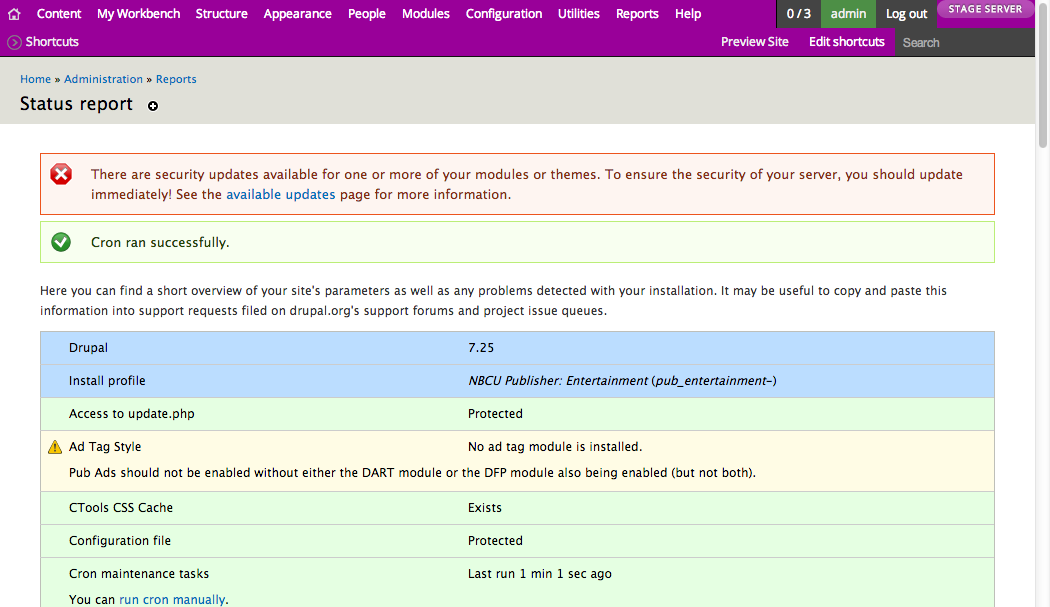 Content My Workbench Structure Appearance People Modules Configuration Utilities Reports Help 0 / 3 admin Log out STAGE SERVER
Shortcuts Preview Site Edit shortcuts Search
Home » Administration » Reports
Status report
There are security updates available for one or more of your modules or themes. To ensure the security of your server, you should update
immediately! See the available updates page for more information.
Cron ran successfully.
Here you can find a short overview of your site's parameters as well as any problems detected with your installation. It may be useful to copy and paste this
information into support requests filed on drupal.org's support forums and project issue queues.
Drupal 7.25
Install profile NBCU Publisher: Entertainment (pub_entertainment-)
Access to update.php Protected
Ad Tag Style No ad tag module is installed.
Pub Ads should not be enabled without either the DART module or the DFP module also being enabled (but not both).
CTools CSS Cache Exists
Configuration file Protected
Cron maintenance tasks Last run 1 min 1 sec ago
You can run cron manually.